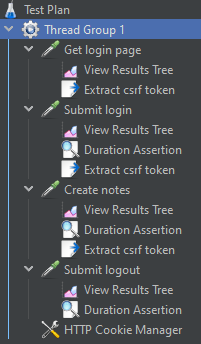 Test Plan
Thread Group 1
Get login page
View Results Tree
Extract csrf token
Submit login
View Results Tree
Duration Assertion
Extract csrf token
Create notes
View Results Tree
Duration Assertion
Extract csrf token
Submit logout
View Results Tree
Duration Assertion
HTTP Cookie Manager